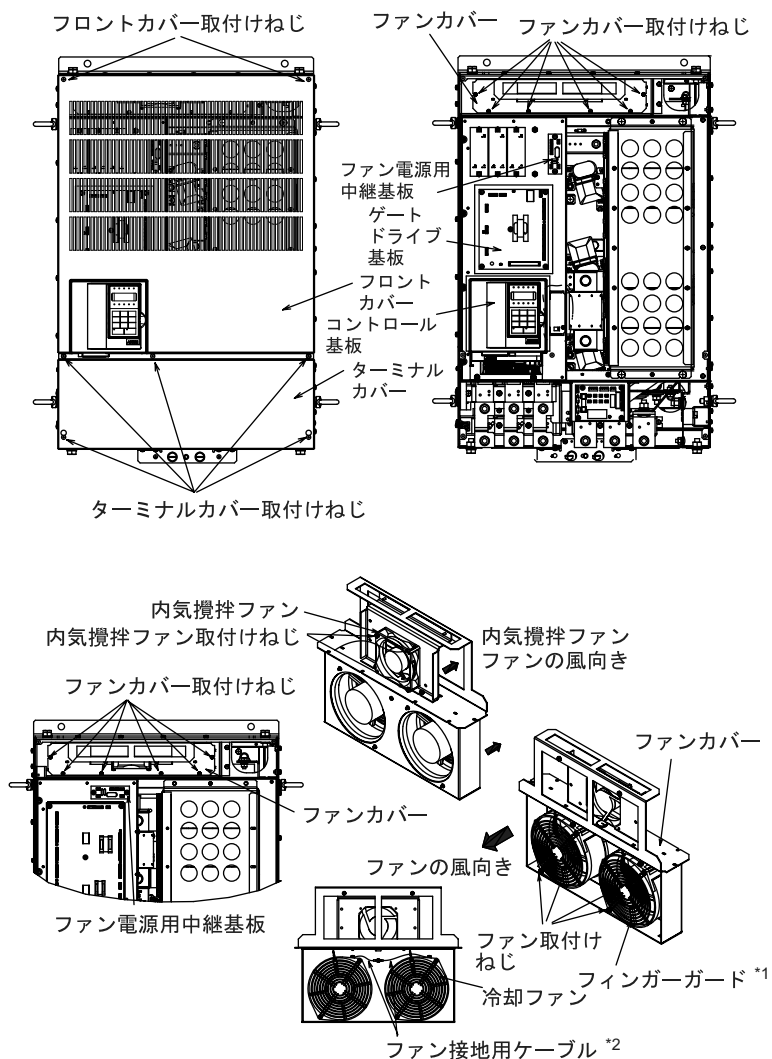 フロントカバー取付けねじ
ファンカバー
ファンカバー取付けねじ
ファン電源用
中継基板
ゲート
ドライブ
基板
フロント
カバー
コントロール
基板
ターミナル
カバー
ターミナルカバー取付けねじ
内気攪拌ファン
内気攪拌ファン取付けねじ
内気攪拌ファン
ファンの風向き
ファンカバー取付けねじ
ファンカバー
ファンカバー
ファンの風向き
ファン電源用中継基板
ファン取付け
ねじ
フィンガーガード *1
冷却ファン
ファン接地用ケーブル *2